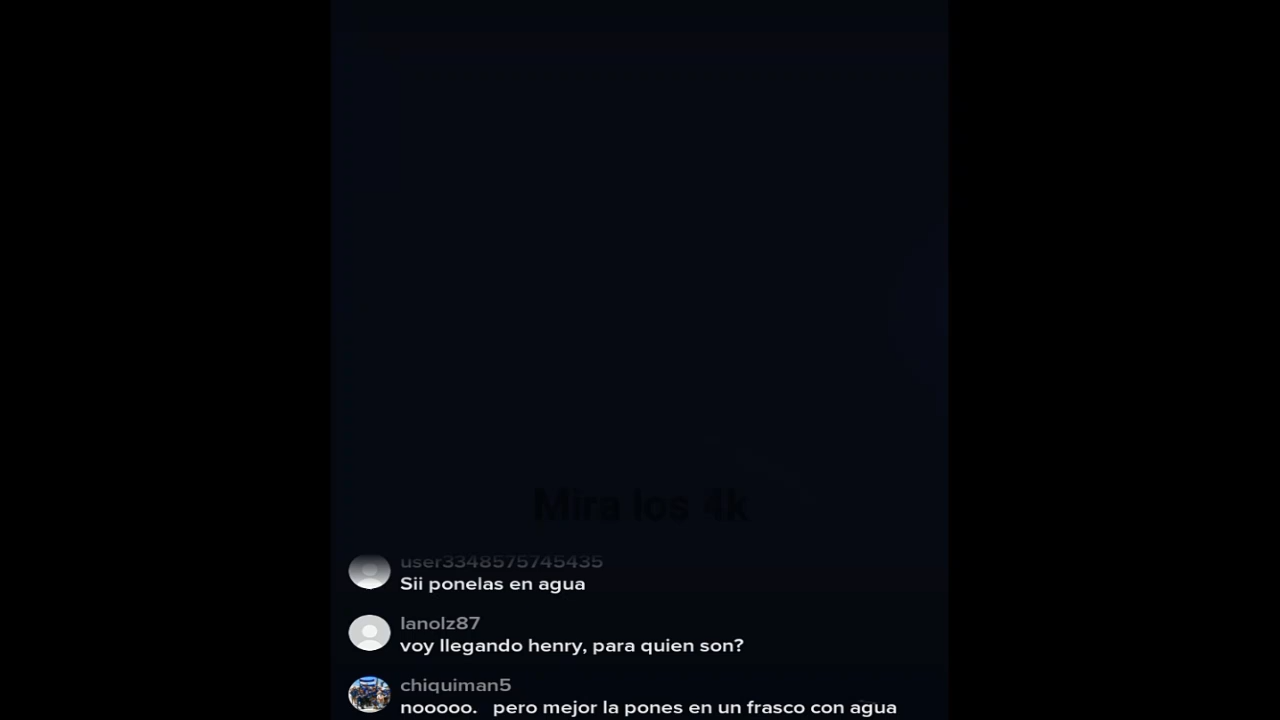 Mira los 4k
user3348575745435
Sii ponelas en agua
lanolz87
voy llegando henry, para quien son?
chiquiman5
nooooo. pero mejor la pones en un frasco con agua